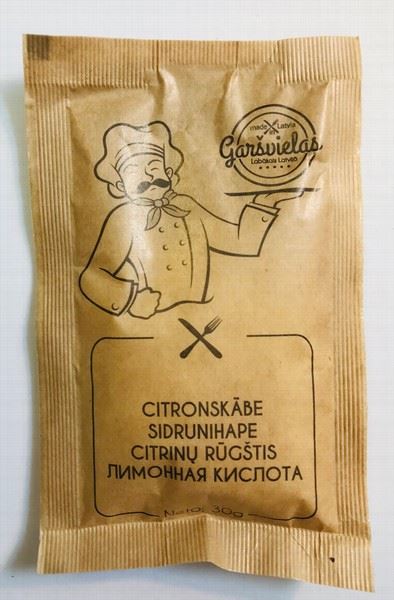 made in Latvia
Garšvielas
Labākais Latvijā
CITRONSKĀBE
SIDRUNIHAPE
CITRINŲ RŪGŠTIS
ЛИМОННАЯ КИСЛОТА
Neto: 30g